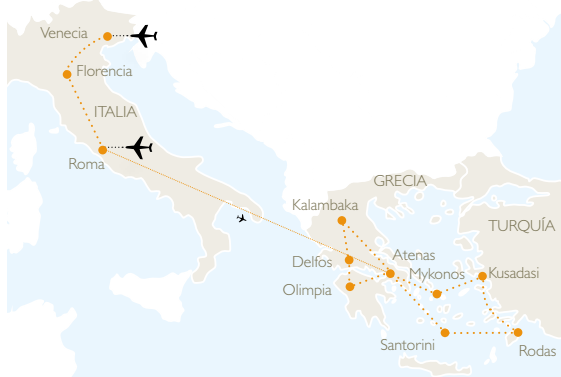 Venecia
Florencia
ITALIA
Roma
GRECIA
Kalambaka
TURQUÍA
Atenas
Delfos
Mykonos
Kusadasi
Olimpia
Santorini
Rodas